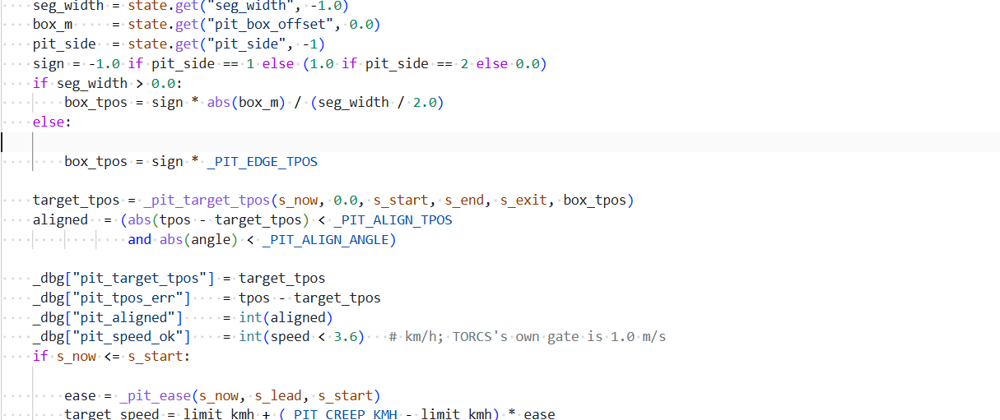 seg_width = state.get("seg_width", -1.0)
box_m     = state.get("pit_box_offset", 0.0)
pit_side  = state.get("pit_side", -1)
sign = -1.0 if pit_side == 1 else (1.0 if pit_side == 2 else 0.0)
if seg_width > 0.0:
    box_tpos = sign * abs(box_m) / (seg_width / 2.0)
else:
    box_tpos = sign * _PIT_EDGE_TPOS
target_tpos = _pit_target_tpos(s_now, 0.0, s_start, s_end, s_exit, box_tpos)
aligned  = (abs(tpos - target_tpos) < _PIT_ALIGN_TPOS
            and abs(angle) < _PIT_ALIGN_ANGLE)
_dbg["pit_target_tpos"] = target_tpos
_dbg["pit_tpos_err"]    = tpos - target_tpos
_dbg["pit_aligned"]     = int(aligned)
_dbg["pit_speed_ok"]    = int(speed < 3.6)   # km/h; TORCS's own gate is 1.0 m/s
if s_now <= s_start:
    ease = _pit_ease(s_now, s_lead, s_start)
    target_speed = limit_kmh + (_PIT_CREEP_KMH - limit_kmh) * ease